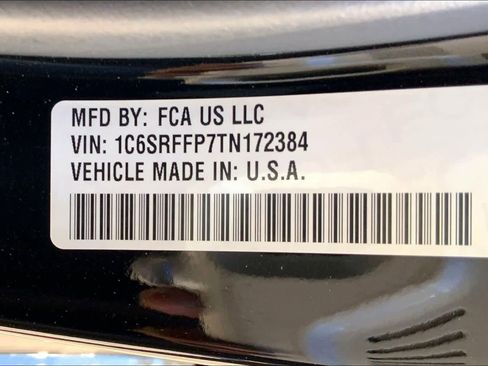 MFD BY: FCA US LLC
VIN: 1C6SRFFP7TN172384
VEHICLE MADE IN: U.S.A.